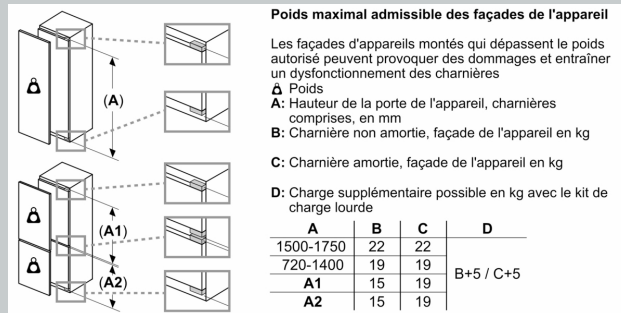 Poids maximal admissible des façades de l'appareil
Les façades d'appareils montés qui dépassent le poids
autorisé peuvent provoquer des dommages et entraîner
un dysfonctionnement des charnières
Poids
A: Hauteur de la porte de l'appareil, charnières
comprises, en mm
B: Charnière non amortie, façade de l'appareil en kg
C: Charnière amortie, façade de l'appareil en kg
D: Charge supplémentaire possible en kg avec le kit de
charge lourde
A B C D
1500-1750 22 22
720-1400 19 19
B+5 / C+5
A1 15 19
A2 15 19
(A)
(A1)
(A2)